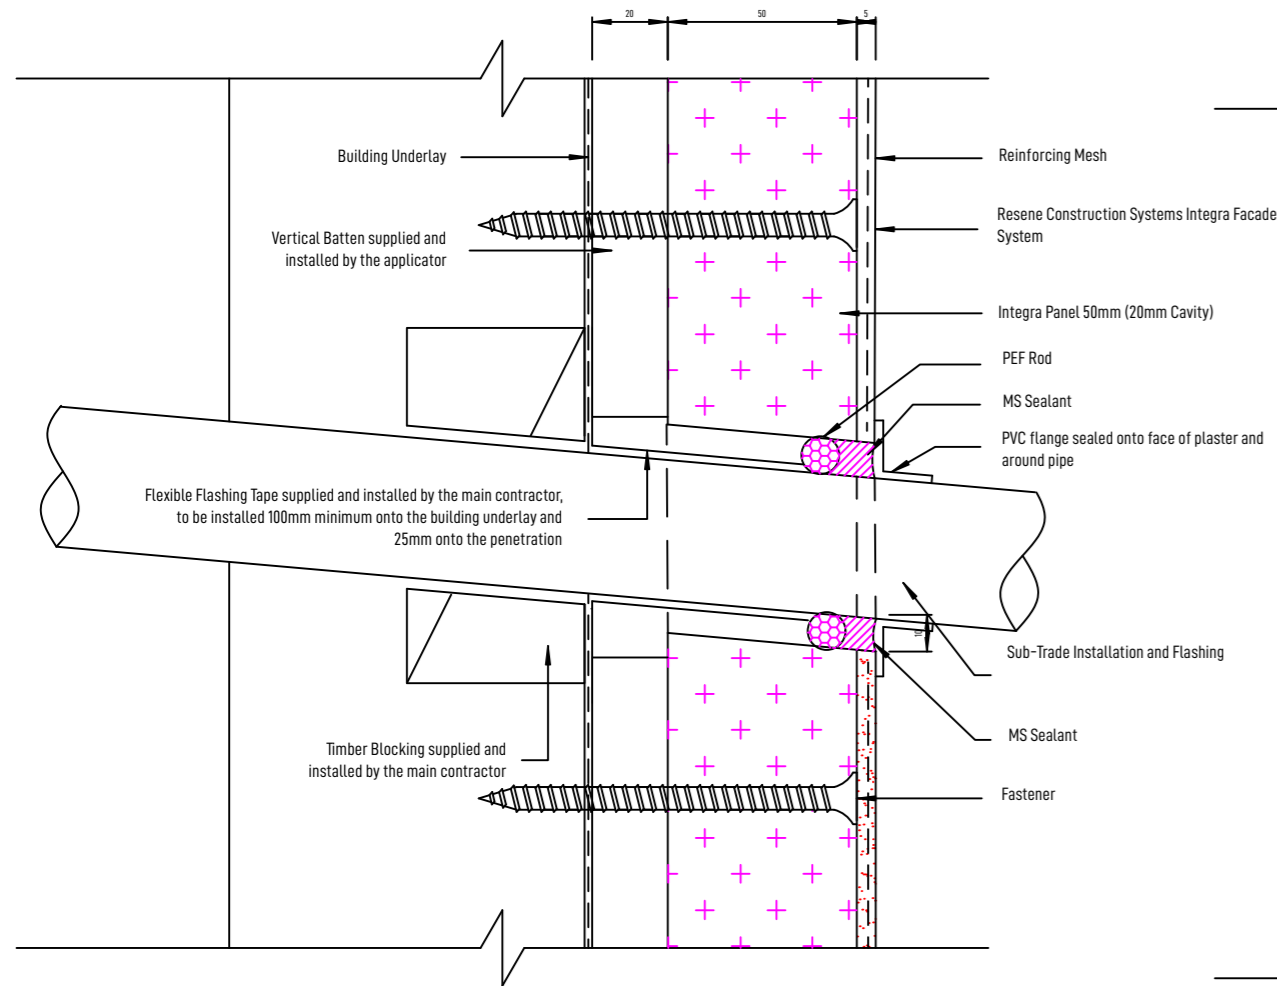 20
50
5
Building Underlay
Reinforcing Mesh
Resene Construction Systems Integra Facade
System
Vertical Batten supplied and
installed by the applicator
Integra Panel 50mm (20mm Cavity)
PEF Rod
MS Sealant
PVC flange sealed onto face of plaster and
around pipe
Flexible Flashing Tape supplied and installed by the main contractor,
to be installed 100mm minimum onto the building underlay and
25mm onto the penetration
10
Sub-Trade Installation and Flashing
MS Sealant
Timber Blocking supplied and
installed by the main contractor
Fastener